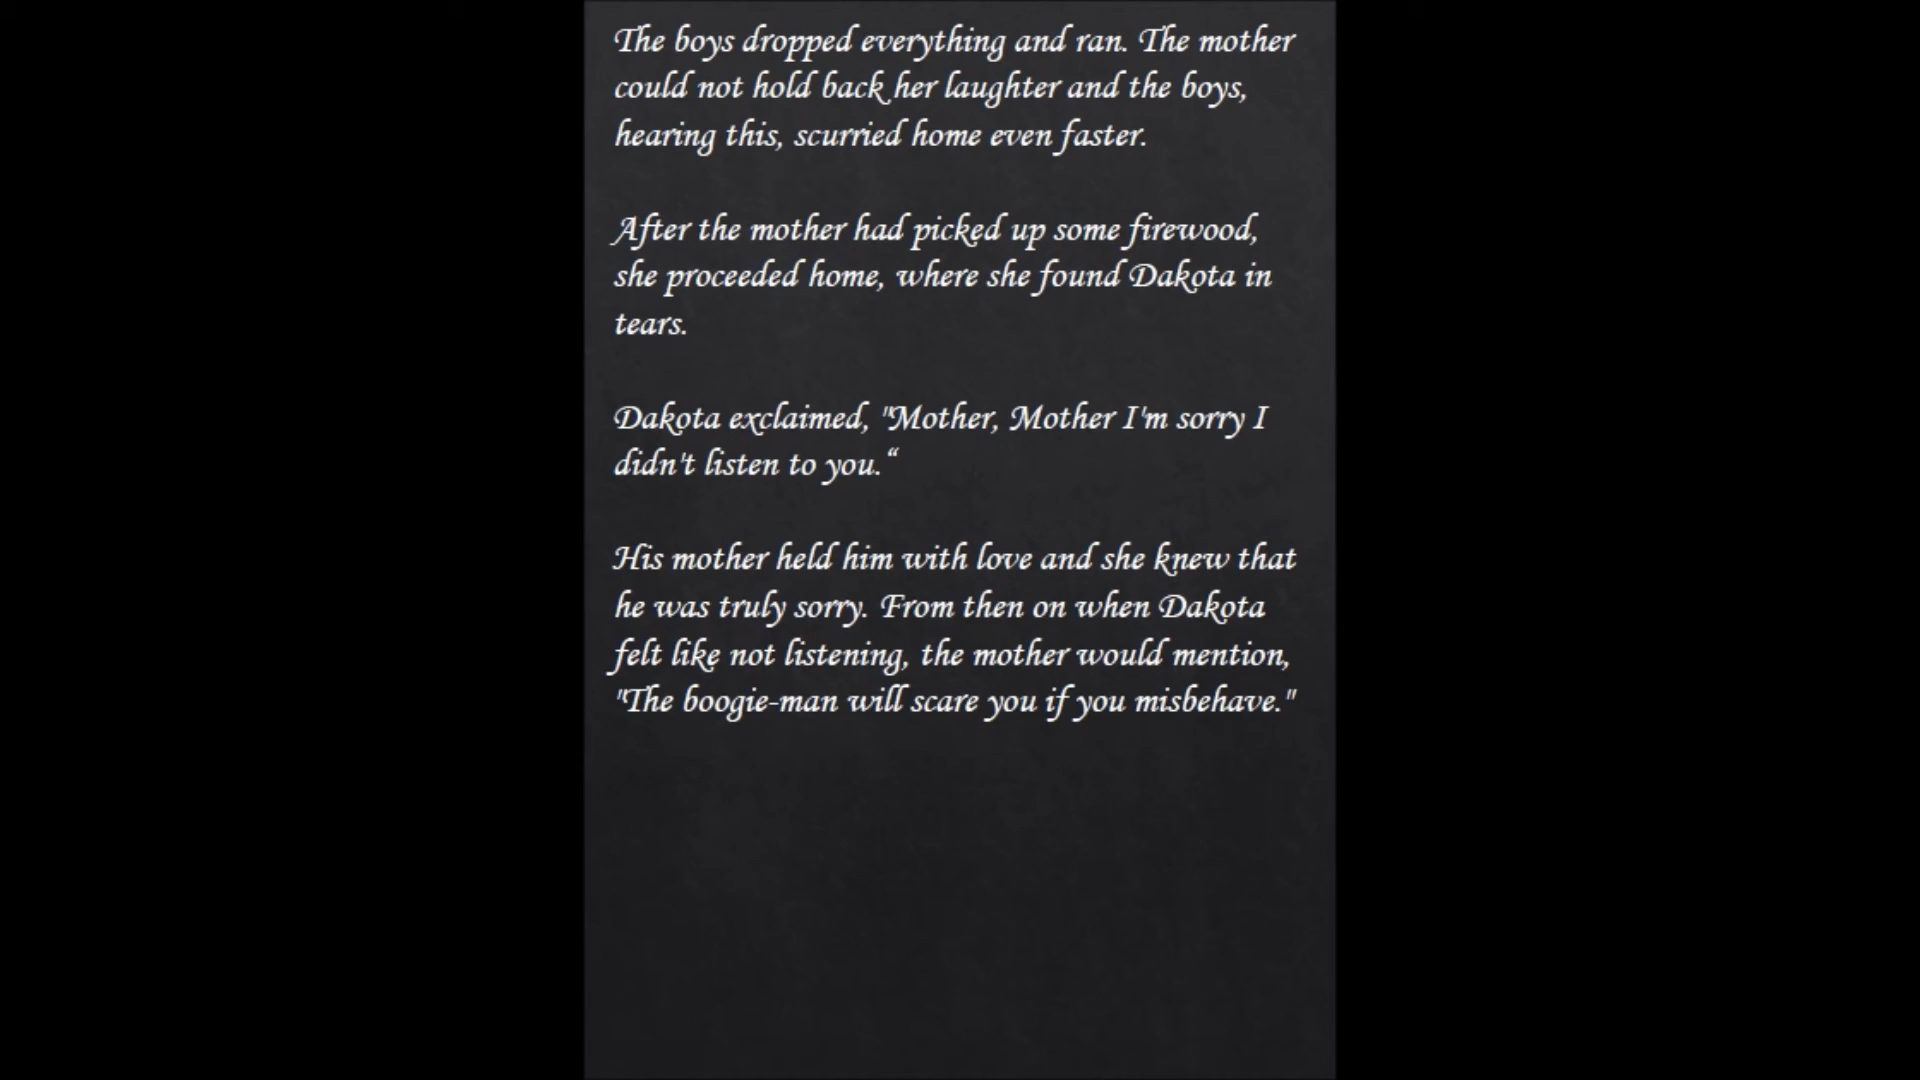 The boys dropped everything and ran. The mother
could not hold back her laughter and the boys,
hearing this, scurried home even faster.
After the mother had picked up some firewood,
she proceeded home, where she found Dakota in
tears.
Dakota exclaimed, "Mother, Mother I'm sorry I
didn't listen to you.“
His mother held him with love and she knew that
he was truly sorry. From then on when Dakota
felt like not listening, the mother would mention,
"The boogie-man will scare you if you misbehave."